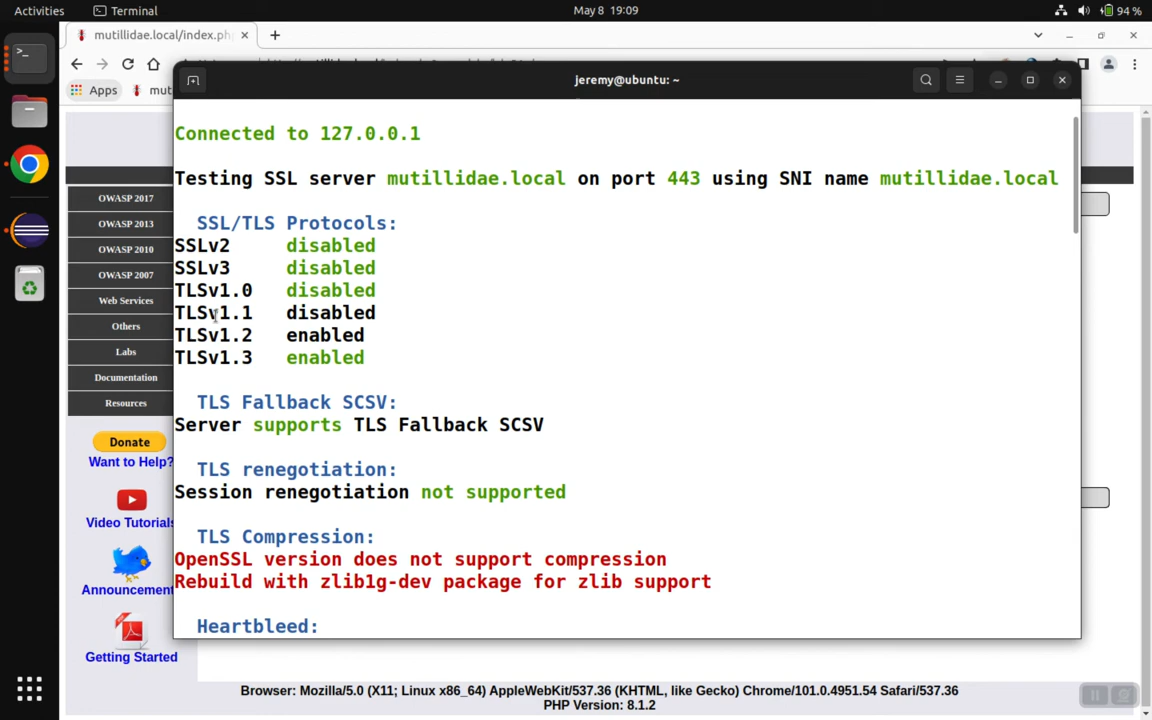 Activities
Terminal
May 8 19:09
94 %
mutillidae.local/index.ph
jeremy@ubuntu: ~
Apps
mut
Connected to 127.0.0.1
Testing SSL server mutillidae.local on port 443 using SNI name mutillidae.local
SSL/TLS Protocols:
SSLv2 disabled
SSLv3 disabled
TLSv1.0 disabled
TLSv1.1 disabled
TLSv1.2 enabled
TLSv1.3 enabled
TLS Fallback SCSV:
Server supports TLS Fallback SCSV
TLS renegotiation:
Session renegotiation not supported
TLS Compression:
OpenSSL version does not support compression
Rebuild with zlib1g-dev package for zlib support
Heartbleed:
OWASP 2017
OWASP 2013
OWASP 2010
OWASP 2007
Web Services
Others
Labs
Documentation
Resources
Donate
Want to Help?
Video Tutorials
Announcement
Getting Started
Browser: Mozilla/5.0 (X11; Linux x86_64) AppleWebKit/537.36 (KHTML, like Gecko) Chrome/101.0.4951.54 Safari/537.36
PHP Version: 8.1.2